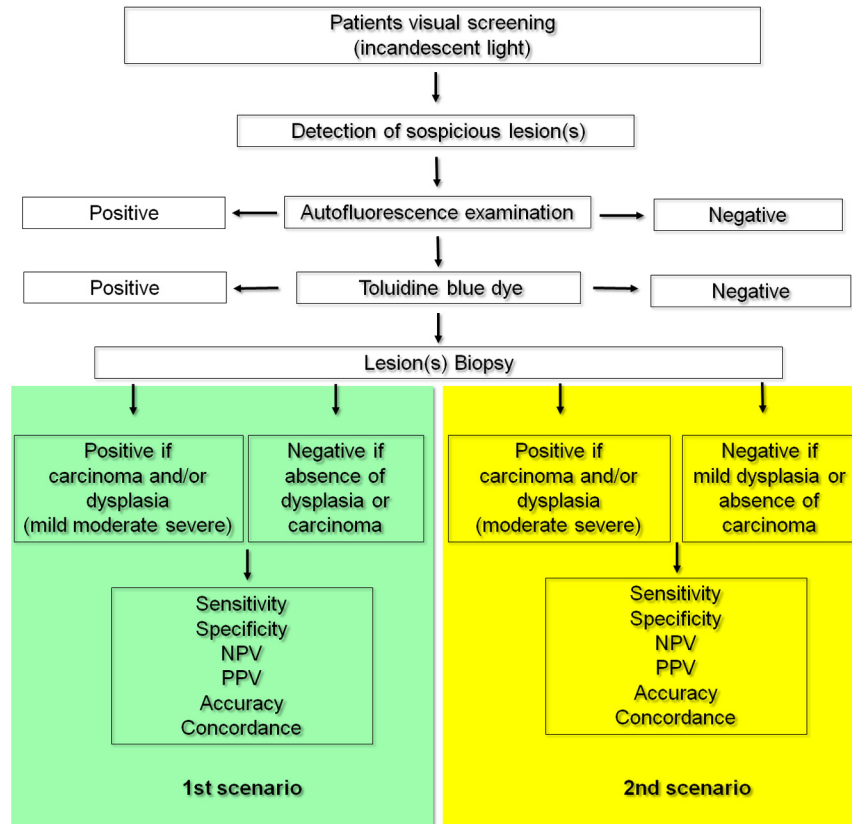 Patients visual screening
(incandescent light)
Detection of sospicious lesion(s)
Positive
Autofluorescence examination
Negative
Positive
Toluidine blue dye
Negative
Lesion(s) Biopsy
Positive if
carcinoma and/or
dysplasia
(mild moderate severe)
Negative if
absence of
dysplasia or
carcinoma
Positive if
carcinoma and/or
dysplasia
(moderate severe)
Negative if
mild dysplasia or
absence of
carcinoma
Sensitivity
Specificity
NPV
PPV
Accuracy
Concordance
Sensitivity
Specificity
NPV
PPV
Accuracy
Concordance
1st scenario
2nd scenario